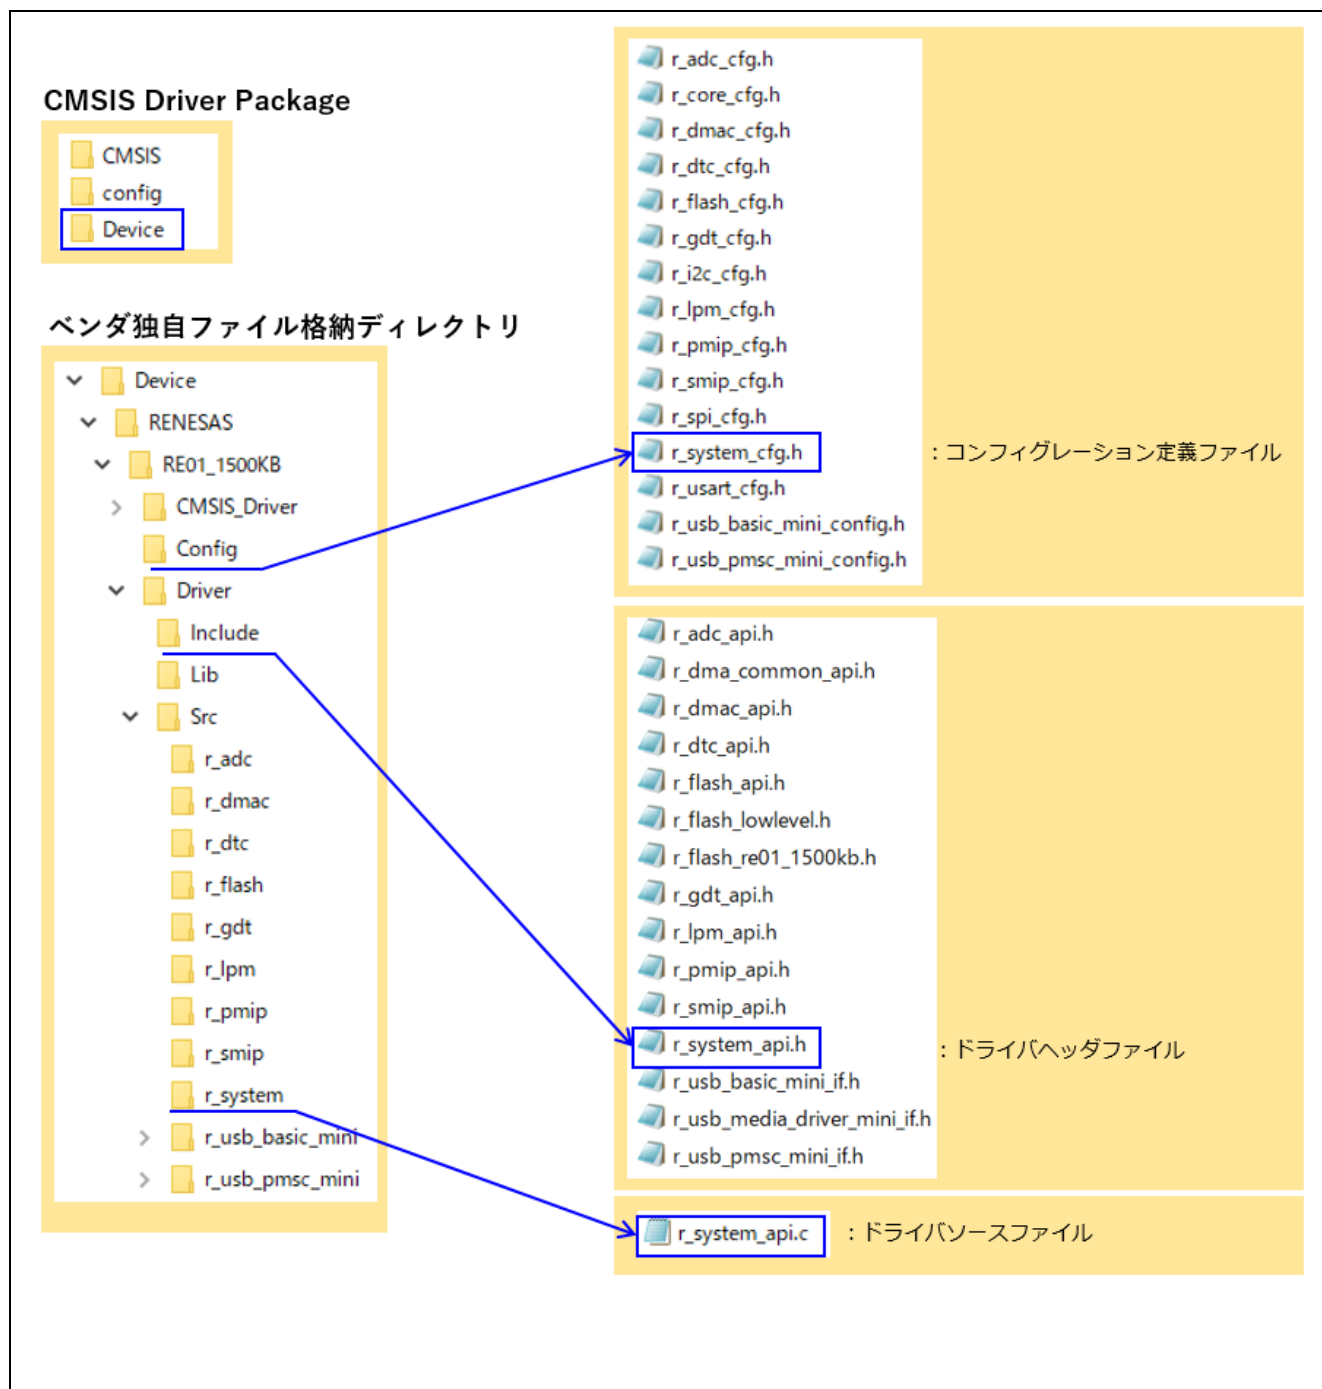 CMSIS Driver Package
CMSIS
config
Device
ベンダ独自ファイル格納ディレクトリ
Device
RENESAS
RE01_1500KB
CMSIS_Driver
Config
Driver
Include
Lib
Src
r_adc
r_dmac
r_dtc
r_flash
r_gdt
r_lpm
r_pmip
r_smip
r_system
r_usb_basic_mini
r_usb_pmsc_mini
r_adc_cfg.h
r_core_cfg.h
r_dmac_cfg.h
r_dtc_cfg.h
r_flash_cfg.h
r_gdt_cfg.h
r_i2c_cfg.h
r_lpm_cfg.h
r_pmip_cfg.h
r_smip_cfg.h
r_spi_cfg.h
r_system_cfg.h ：コンフィグレーション定義ファイル
r_usart_cfg.h
r_usb_basic_mini_config.h
r_usb_pmsc_mini_config.h
r_adc_api.h
r_dma_common_api.h
r_dmac_api.h
r_dtc_api.h
r_flash_api.h
r_flash_lowlevel.h
r_flash_re01_1500kb.h
r_gdt_api.h
r_lpm_api.h
r_pmip_api.h
r_smip_api.h
r_system_api.h ：ドライバヘッダファイル
r_usb_basic_mini_if.h
r_usb_media_driver_mini_if.h
r_usb_pmsc_mini_if.h
r_system_api.c ：ドライバソースファイル